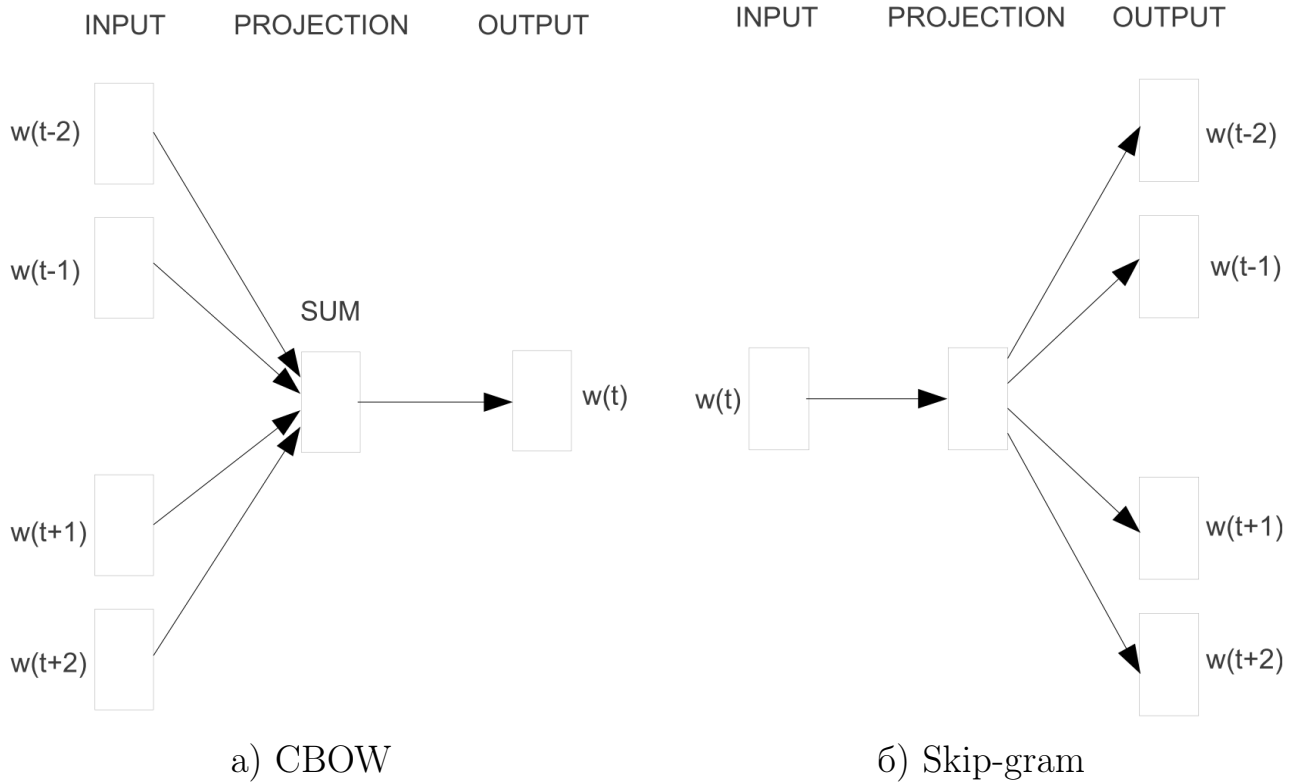 INPUT PROJECTION OUTPUT
w(t-2)
w(t-1)
SUM
w(t)
w(t+1)
w(t+2)
а) CBOW
INPUT PROJECTION OUTPUT
w(t-2)
w(t-1)
w(t)
w(t+1)
w(t+2)
б) Skip-gram